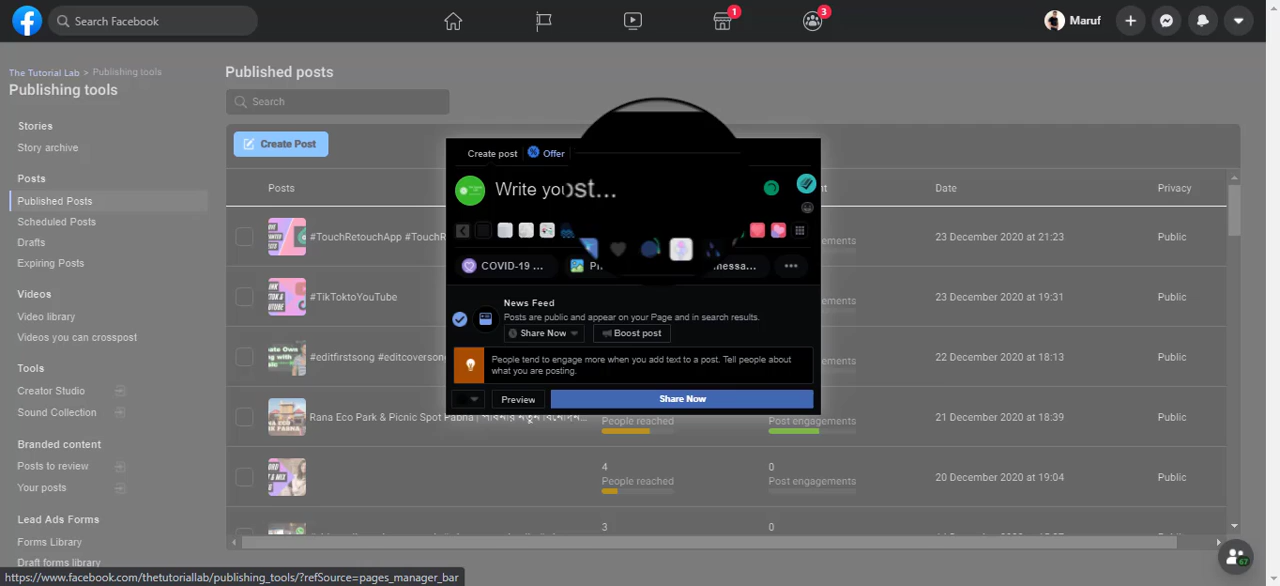 Search Facebook
1
3
Maruf
The Tutorial Lab > Publishing tools
Publishing tools
Stories
Story archive
Posts
Published Posts
Scheduled Posts
Drafts
Expiring Posts
Videos
Video library
Videos you can crosspost
Tools
Creator Studio
Sound Collection
Branded content
Posts to review
Your posts
Lead Ads Forms
Forms Library
Draft forms library
Published posts
Search
Create Post
Posts
Date
Privacy
#TouchRetouchApp
23 December 2020 at 21:23
Public
#TikToktoYouTube
23 December 2020 at 19:31
Public
#editfirstsong
22 December 2020 at 18:13
Public
Rana Eco Park & Picnic Spot Pabna |
People reached
Post engagements
21 December 2020 at 18:39
Public
4
People reached
0
Post engagements
20 December 2020 at 19:04
Public
3
0
Create post
Offer
COVID-19 ...
...
News Feed
Posts are public and appear on your Page and in search results.
Share Now
Boost post
People tend to engage more when you add text to a post. Tell people about
what you are posting.
Preview
Share Now
67
https://www.facebook.com/thetutoriallab/publishing_tools/?refSource=pages_manager_bar